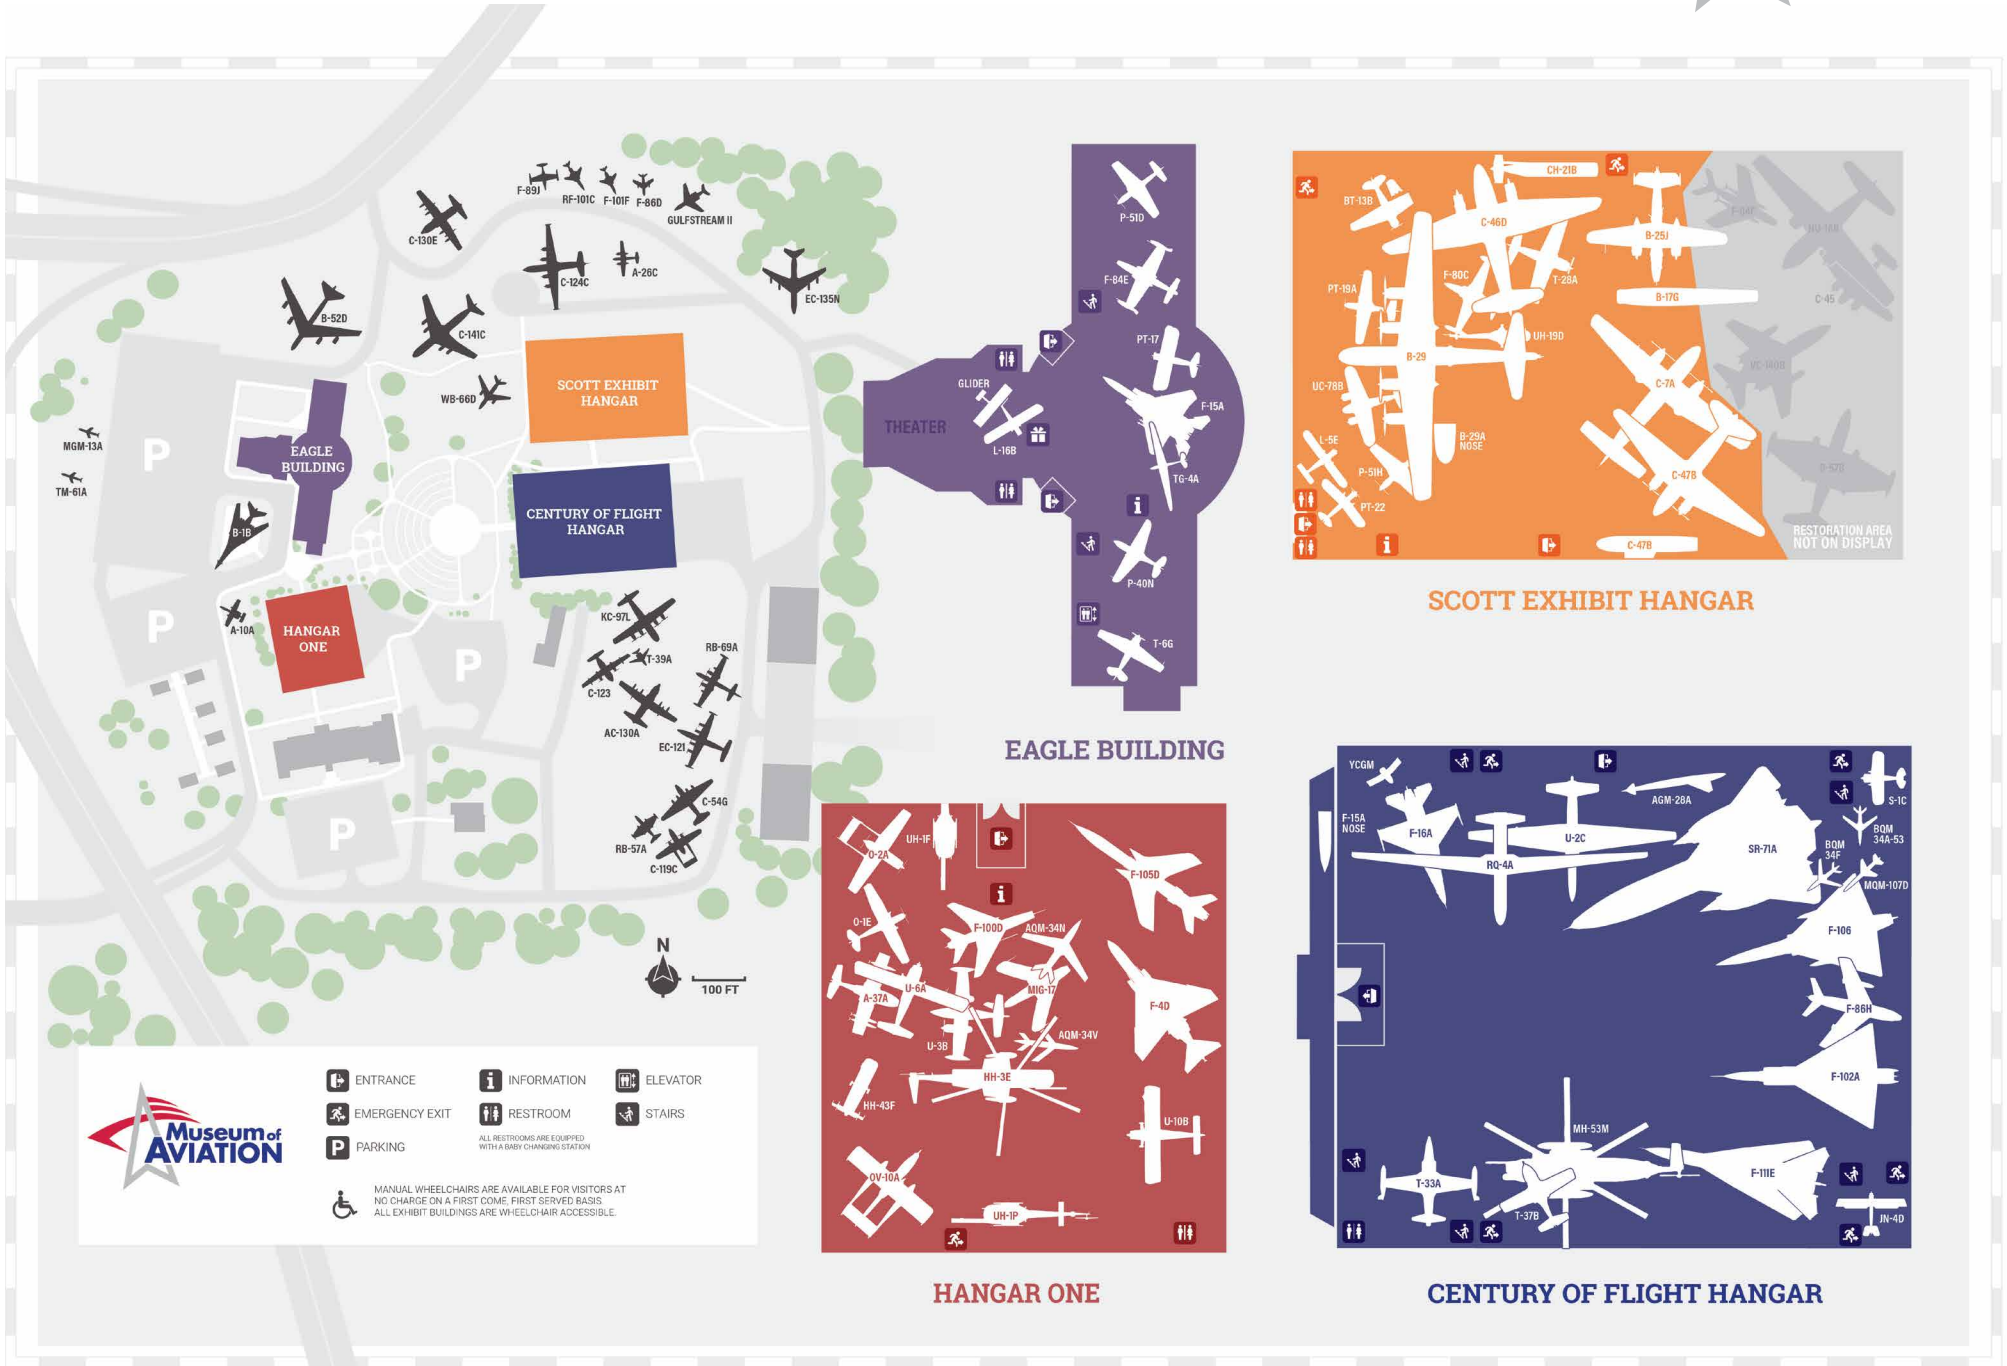 F-89J
RF-101C
F-101F
F-86D
GULFSTREAM II
C-130E
C-124C
A-26C
EC-135N
B-52D
C-141C
WB-66D
MGM-13A
TM-61A
P
EAGLE
BUILDING
B-1B
SCOTT EXHIBIT
HANGAR
CENTURY OF FLIGHT
HANGAR
P
A-10A
HANGAR
ONE
P
P
KC-97L
T-39A
RB-69A
C-123
AC-130A
EC-121
C-54G
RB-57A
C-119C
N
100 FT
P-51D
F-84E
PT-17
GLIDER
F-15A
THEATER
L-16B
TG-4A
P-40N
T-6G
EAGLE BUILDING
CH-21B
BT-13B
C-46D
B-25J
F-80C
T-28A
PT-19A
B-17G
UH-19D
B-29
UC-78B
C-7A
L-5E
B-29A
NOSE
P-51H
C-47B
PT-22
C-47B
F-84F
HU-16B
C-45
UC-140B
RESTORATION AREA
NOT ON DISPLAY
SCOTT EXHIBIT HANGAR
O-2A
UH-1F
F-105D
O-1E
F-100D
AQM-34N
A-37A
U-6A
MIG-17
F-4D
U-3B
AQM-34V
HH-3E
HH-43F
U-10B
OV-10A
UH-1P
HANGAR ONE
YCGM
F-15A
NOSE
F-16A
AGM-28A
U-2C
RQ-4A
SR-71A
S-1C
BQM
34A-53
BQM
34F
MQM-107D
F-106
F-86H
F-102A
MH-53M
T-33A
T-37B
F-111E
JN-4D
CENTURY OF FLIGHT HANGAR
Museum of
AVIATION
ENTRANCE
EMERGENCY EXIT
P PARKING
INFORMATION
RESTROOM
ALL RESTROOMS ARE EQUIPPED
WITH A BABY CHANGING STATION
ELEVATOR
STAIRS
MANUAL WHEELCHAIRS ARE AVAILABLE FOR VISITORS AT
NO CHARGE ON A FIRST COME, FIRST SERVED BASIS.
ALL EXHIBIT BUILDINGS ARE WHEELCHAIR ACCESSIBLE.